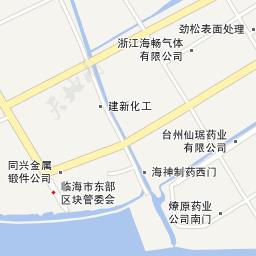 劲松表面处理
浙江海畅气体
有限公司
建新化工
台州仙琚药业
有限公司
同兴金属
锻件公司
海神制药西门
临海市东部
区块管委会
燎原药业
公司南门